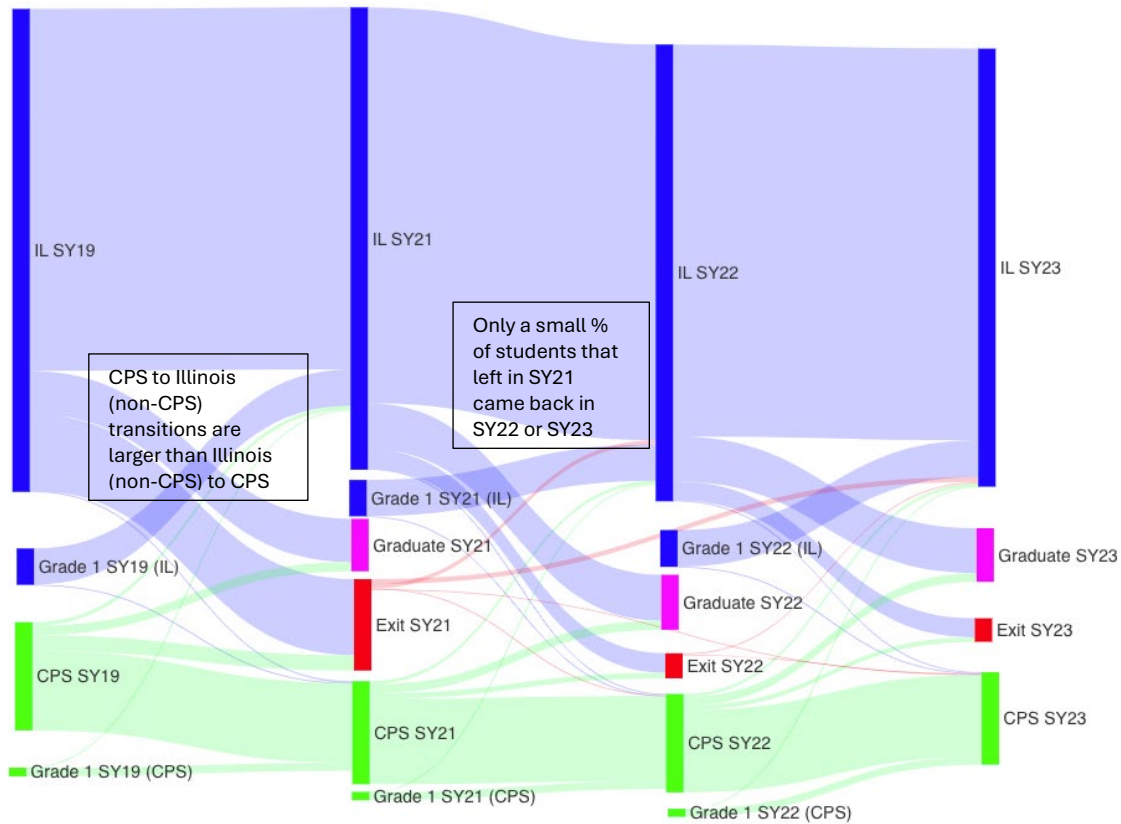 IL SY19
IL SY21
IL SY22
IL SY23
CPS to Illinois
(non-CPS)
transitions are
larger than Illinois
(non-CPS) to CPS
Only a small %
of students that
left in SY21
came back in
SY22 or SY23
Grade 1 SY19 (IL)
Grade 1 SY21 (IL)
Grade 1 SY22 (IL)
Graduate SY21
Graduate SY22
Graduate SY23
Exit SY21
Exit SY22
Exit SY23
CPS SY19
CPS SY21
CPS SY22
CPS SY23
Grade 1 SY19 (CPS)
Grade 1 SY21 (CPS)
Grade 1 SY22 (CPS)